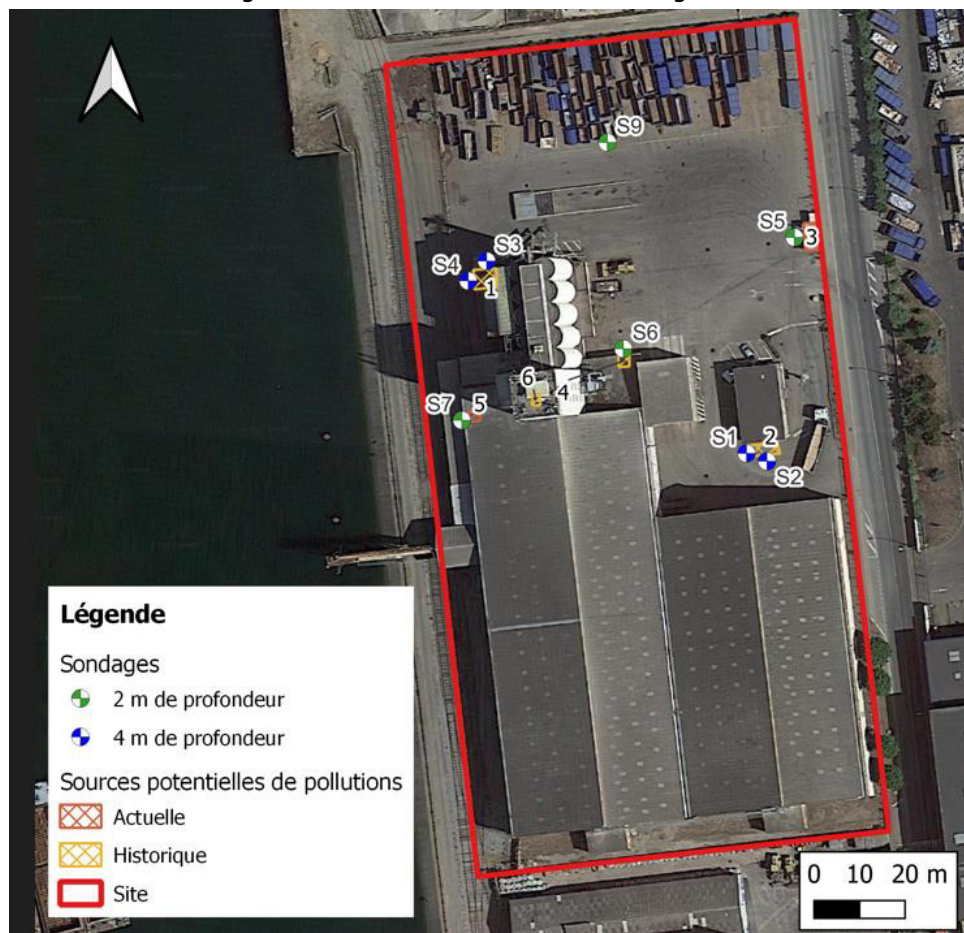 S9
S5
3
S3
S4
1
S6
6
4
S7
5
S1
2
S2
Légende
Sondages
2 m de profondeur
4 m de profondeur
Sources potentielles de pollutions
Actuelle
Historique
Site
0 10 20 m